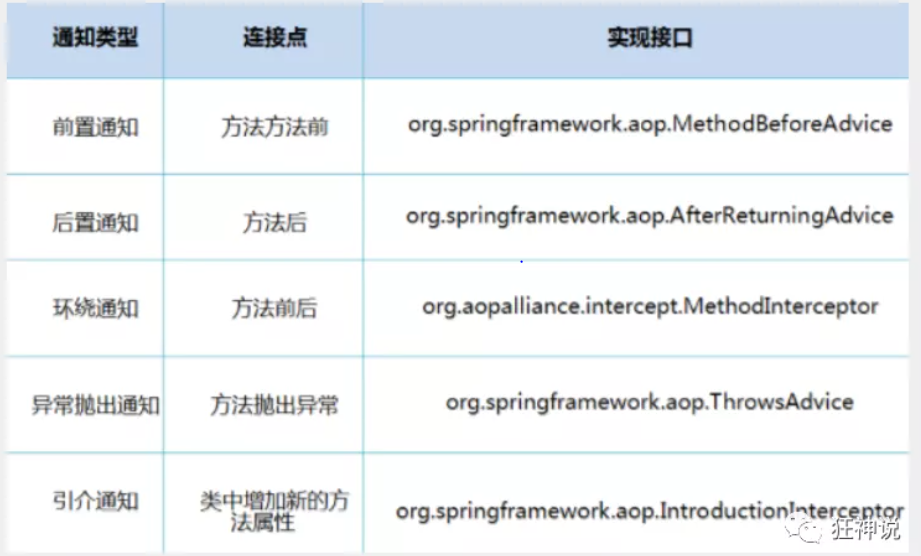 通知类型 连接点 实现接口
前置通知 方法方法前 org.springframework.aop.MethodBeforeAdvice
后置通知 方法后 org.springframework.aop.AfterReturningAdvice
环绕通知 方法前后 org.aopalliance.intercept.MethodInterceptor
异常抛出通知 方法抛出异常 org.springframework.aop.ThrowsAdvice
引介通知 类中增加新的方
法属性 org.springframework.aop.IntroductionInterceptor
狂神说